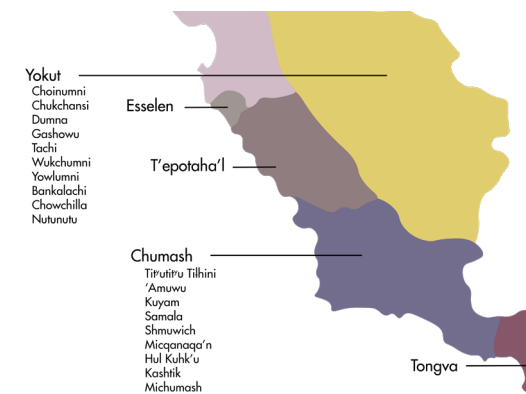 Yokut
Choinumni
Chukchansi
Dumna
Gashowu
Tachi
Wukchumni
Yowlumni
Bankalachi
Chowchilla
Nutunutu
Esselen
T'epotaha'l
Chumash
Titʸutitʸu Tilhini
'Amuwu
Kuyam
Samala
Shmuwich
Micqanaqa'n
Hul Kuhk'u
Kashtik
Michumash
Tongva